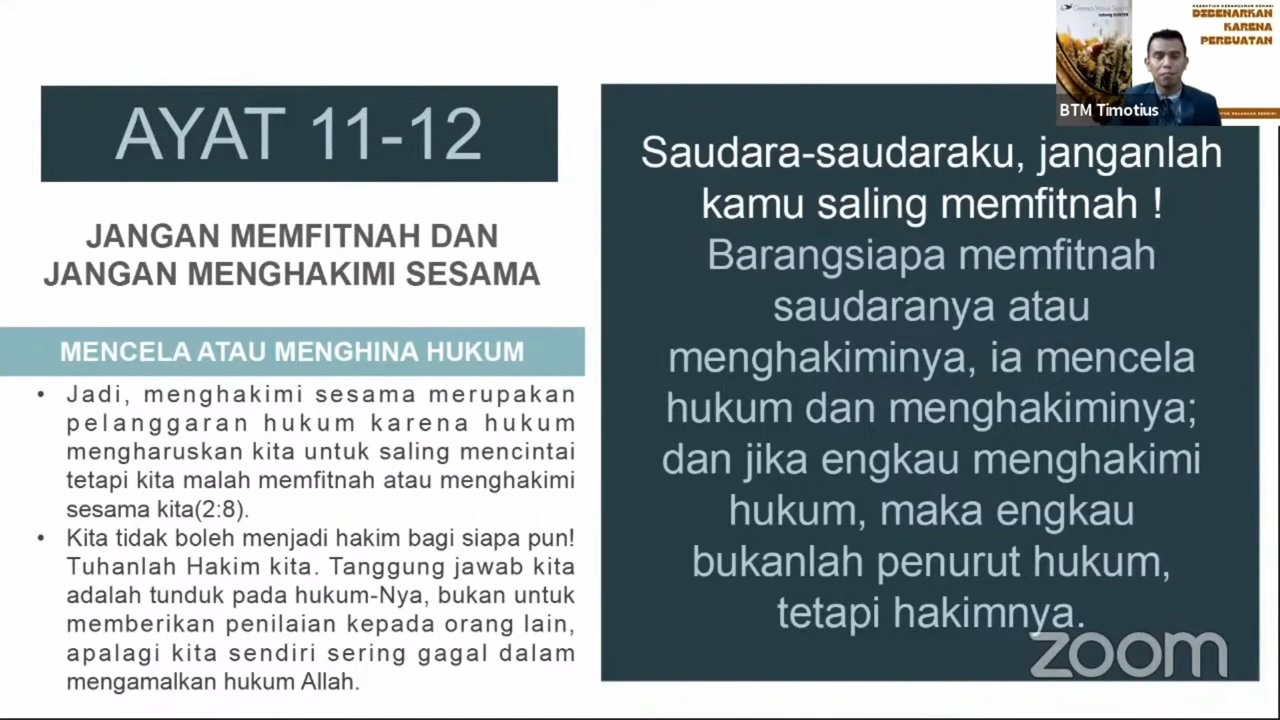 AYAT 11-12
JANGAN MEMFITNAH DAN
JANGAN MENGHAKIMI SESAMA
MENCELA ATAU MENGHINA HUKUM
• Jadi, menghakimi sesama merupakan
pelanggaran hukum karena hukum
mengharuskan kita untuk saling mencintai
tetapi kita malah memfitnah atau menghakimi
sesama kita(2:8).
• Kita tidak boleh menjadi hakim bagi siapa pun!
Tuhanlah Hakim kita. Tanggung jawab kita
adalah tunduk pada hukum-Nya, bukan untuk
memberikan penilaian kepada orang lain,
apalagi kita sendiri sering gagal dalam
mengamalkan hukum Allah.
Saudara-saudaraku, janganlah
kamu saling memfitnah !
Barangsiapa memfitnah
saudaranya atau
menghakiminya, ia mencela
hukum dan menghakiminya;
dan jika engkau menghakimi
hukum, maka engkau
bukanlah penurut hukum,
tetapi hakimnya.
DIBENARKAN
KARENA
PERBUATAN
BTM Timotius
zoom